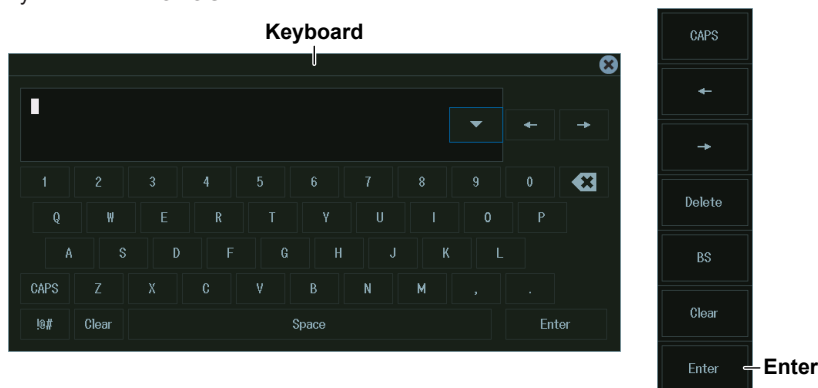 Keyboard
1 2 3 4 5 6 7 8 9 0
Q W E R T Y U I O P
A S D F G H J K L
CAPS Z X C V B N M , .
!@# Clear Space Enter
CAPS
←
→
Delete
BS
Clear
Enter
Enter